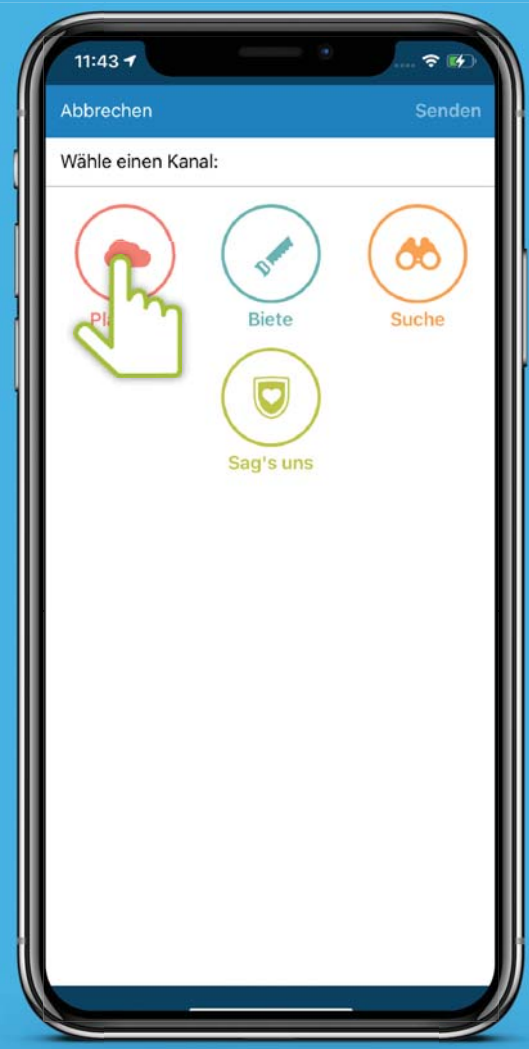 11:43
Abbrechen Senden
Wähle einen Kanal:
Biete Suche
Sag's uns